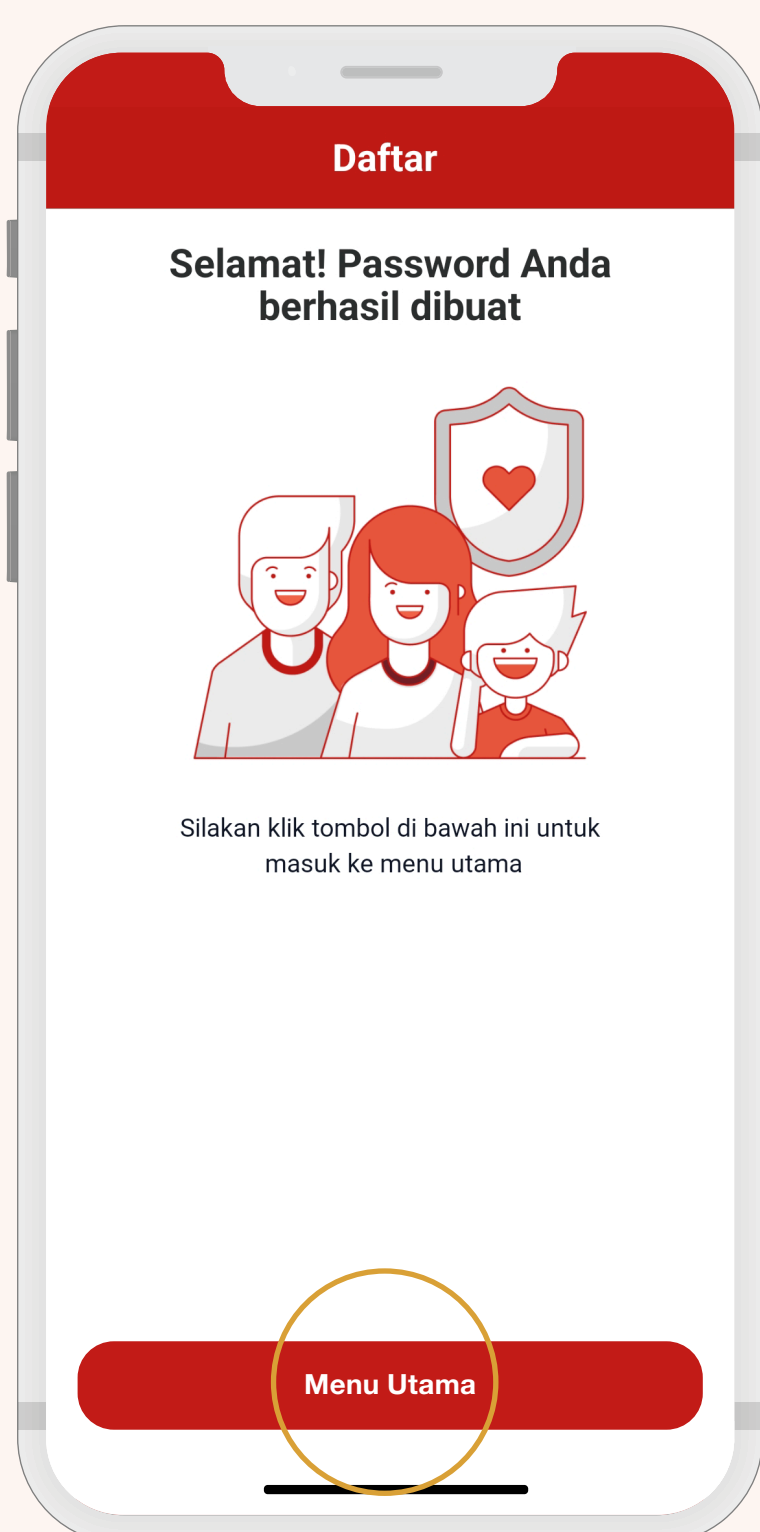 Daftar
Selamat! Password Anda
berhasil dibuat
Silakan klik tombol di bawah ini untuk
masuk ke menu utama
Menu Utama